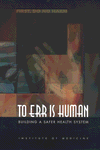 TO ERR IS HUMAN
BUILDING A SAFER HEALTH SYSTEM
INSTITUTE OF MEDICINE